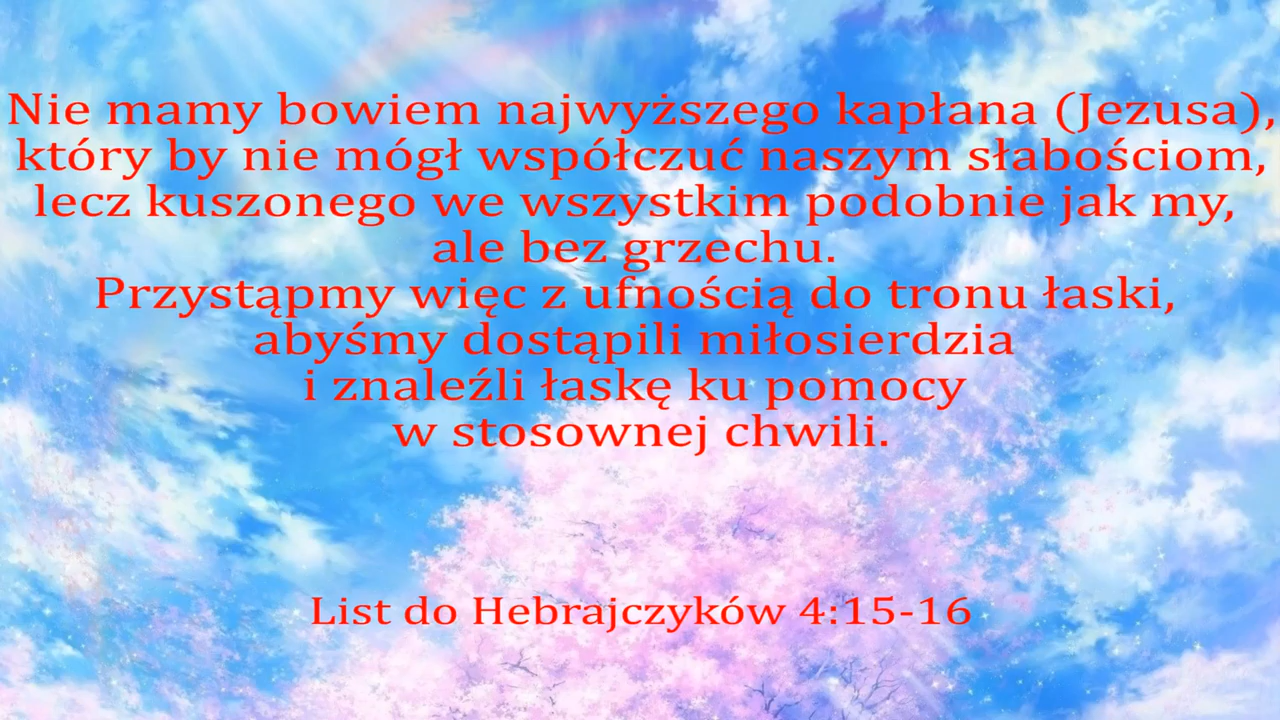 Nie mamy bowiem najwyższego kapłana (Jezusa),
który by nie mógł współczuć naszym słabościom,
lecz kuszonego we wszystkim podobnie jak my,
ale bez grzechu.
Przystąpmy więc z ufnością do tronu łaski,
abyśmy dostąpili miłosierdzia
i znaleźli łaskę ku pomocy
w stosownej chwili.
List do Hebrajczyków 4:15-16